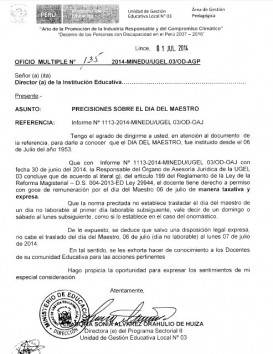 PERÚ
Unidad de Gestión
Educativa Local N° 03
Área de Gestión
Pedagógica
"Año de la Promoción de la Industria Responsable y del Compromiso Climático"
"Decenio de las Personas con Discapacidad en el Perú 2007 – 2016"
Lince, 01 JUL 2014
OFICIO MULTIPLE N° 135 2014-MINEDU/UGEL.03/OD-AGP
Señor (a) (ita)
Director (a) de la Institución Educativa
Presente.-
ASUNTO: PRECISIONES SOBRE EL DIA DEL MAESTRO
REFERENCIA: Informe N° 1113-2014-MINEDU/UGEL 03/OD-OAJ
Tengo el agrado de dirigirme a usted, en atención al documento de
la referencia, para darle a conocer que el DIA DEL MAESTRO, fue instituido desde el 06
de Julio del año 1953.
Que con Informe N° 1113-2014-MINEDU/UGEL.03/OD-OAJ con
fecha 30 de junio del 2014, la Responsable del Órgano de Asesoría Jurídica de la UGEL
03 concluye que de acuerdo al literal g), del artículo 199 del Reglamento de la Ley de la
Reforma Magisterial – D.S. 004-2013-ED Ley 29944, el docente tiene derecho a permiso
con goce de remuneración el día 06 de julio de manera taxativa y
expresa.
Que la norma precitada no establece trasladar el día del maestro de
un día no laborable al primer día laborable subsiguiente, vale decir un domingo o
sábado al lunes subsiguiente, como si lo establece en el caso del onomástico.
De lo que se deduce que salvo una disposición legal expresa, no
cabe el traslado del día del Maestro, 06 de julio (día no laborable) al lunes 07 de julio
de 2014.
En tal sentido, se les exhorta hacer de conocimiento a los Docentes
de su comunidad Educativa para las acciones pertinentes
Hago propicia la oportunidad para expresar los sentimientos de mi
especial consideración
Atentamente,
MINISTERIO DE EDUCACION
DIRECCION
SONIA ALVAREZ ORAHULIO DE HUIZA
Directora (e) de Programa Sectorial II
Unidad de Gestión Educativa Local N° 03